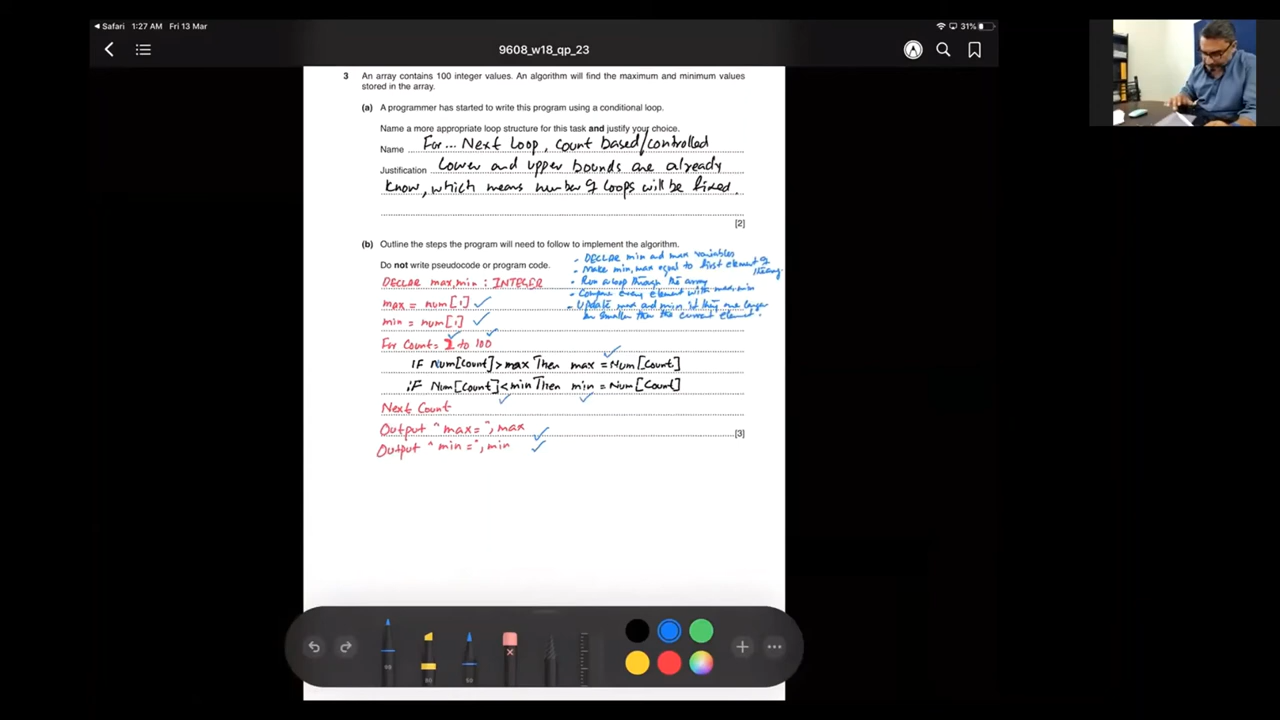 Safari 1:27 AM Fri 13 Mar
31%
9608_w18_qp_23
3 An array contains 100 integer values. An algorithm will find the maximum and minimum values
stored in the array.
(a) A programmer has started to write this program using a conditional loop.
Name a more appropriate loop structure for this task and justify your choice.
Name For... Next Loop, count based/controlled
Justification Lower and upper bounds are already
know, which means number of loops will be fixed.
[2]
(b) Outline the steps the program will need to follow to implement the algorithm.
Do not write pseudocode or program code.
- DECLAR min and max variables
- Make min, max equal to first element of
- Run a loop through the array
- Compare every element with max, min
- Update max and min if they are larger
or smaller than the current element.
DECLAR max, min : INTEGER
max = num[1]
min = num[1]
For Count = 2 to 100
IF Num[Count] > max Then max = Num[Count]
IF Num[Count] < min Then min = Num[Count]
Next Count
Output "max = ", max
[3]
Output "min = ", min